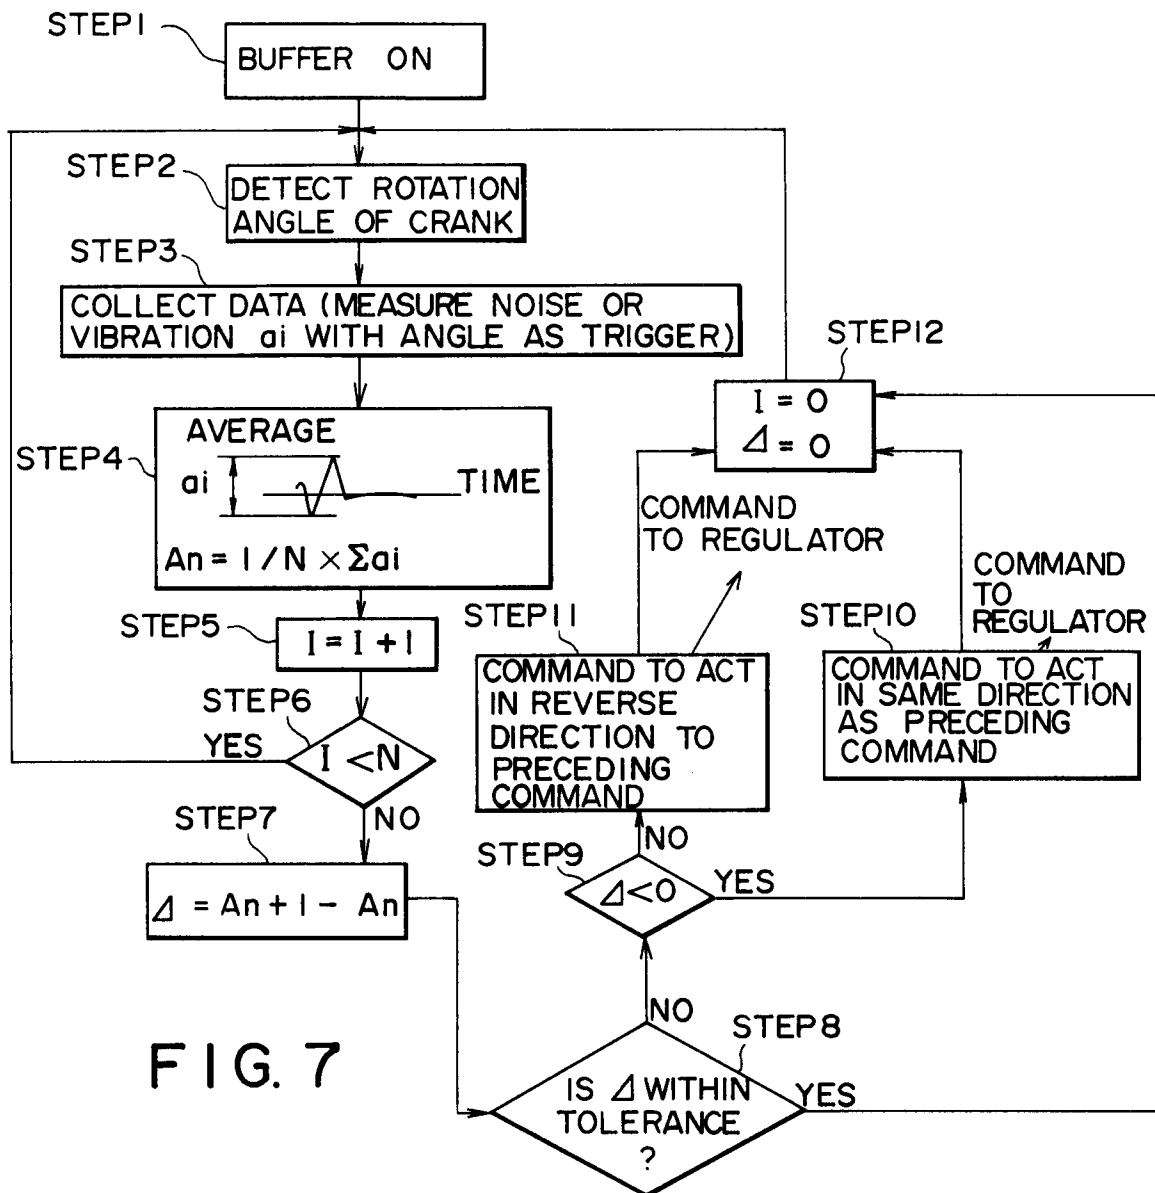 STEP1
BUFFER ON
STEP2
DETECT ROTATION
ANGLE OF CRANK
STEP3
COLLECT DATA (MEASURE NOISE OR
VIBRATION ai WITH ANGLE AS TRIGGER)
STEP4
AVERAGE
ai
TIME
An = 1/N × Σai
STEP5
I = I + 1
STEP6
I < N
YES
NO
STEP7
Δ = An+1 - An
STEP8
IS Δ WITHIN
TOLERANCE
?
YES
NO
STEP9
Δ<0
YES
NO
STEP10
COMMAND TO ACT
IN SAME DIRECTION
AS PRECEDING
COMMAND
COMMAND
TO
REGULATOR
STEP11
COMMAND TO ACT
IN REVERSE
DIRECTION TO
PRECEDING
COMMAND
COMMAND
TO REGULATOR
STEP12
I = 0
Δ = 0
FIG. 7